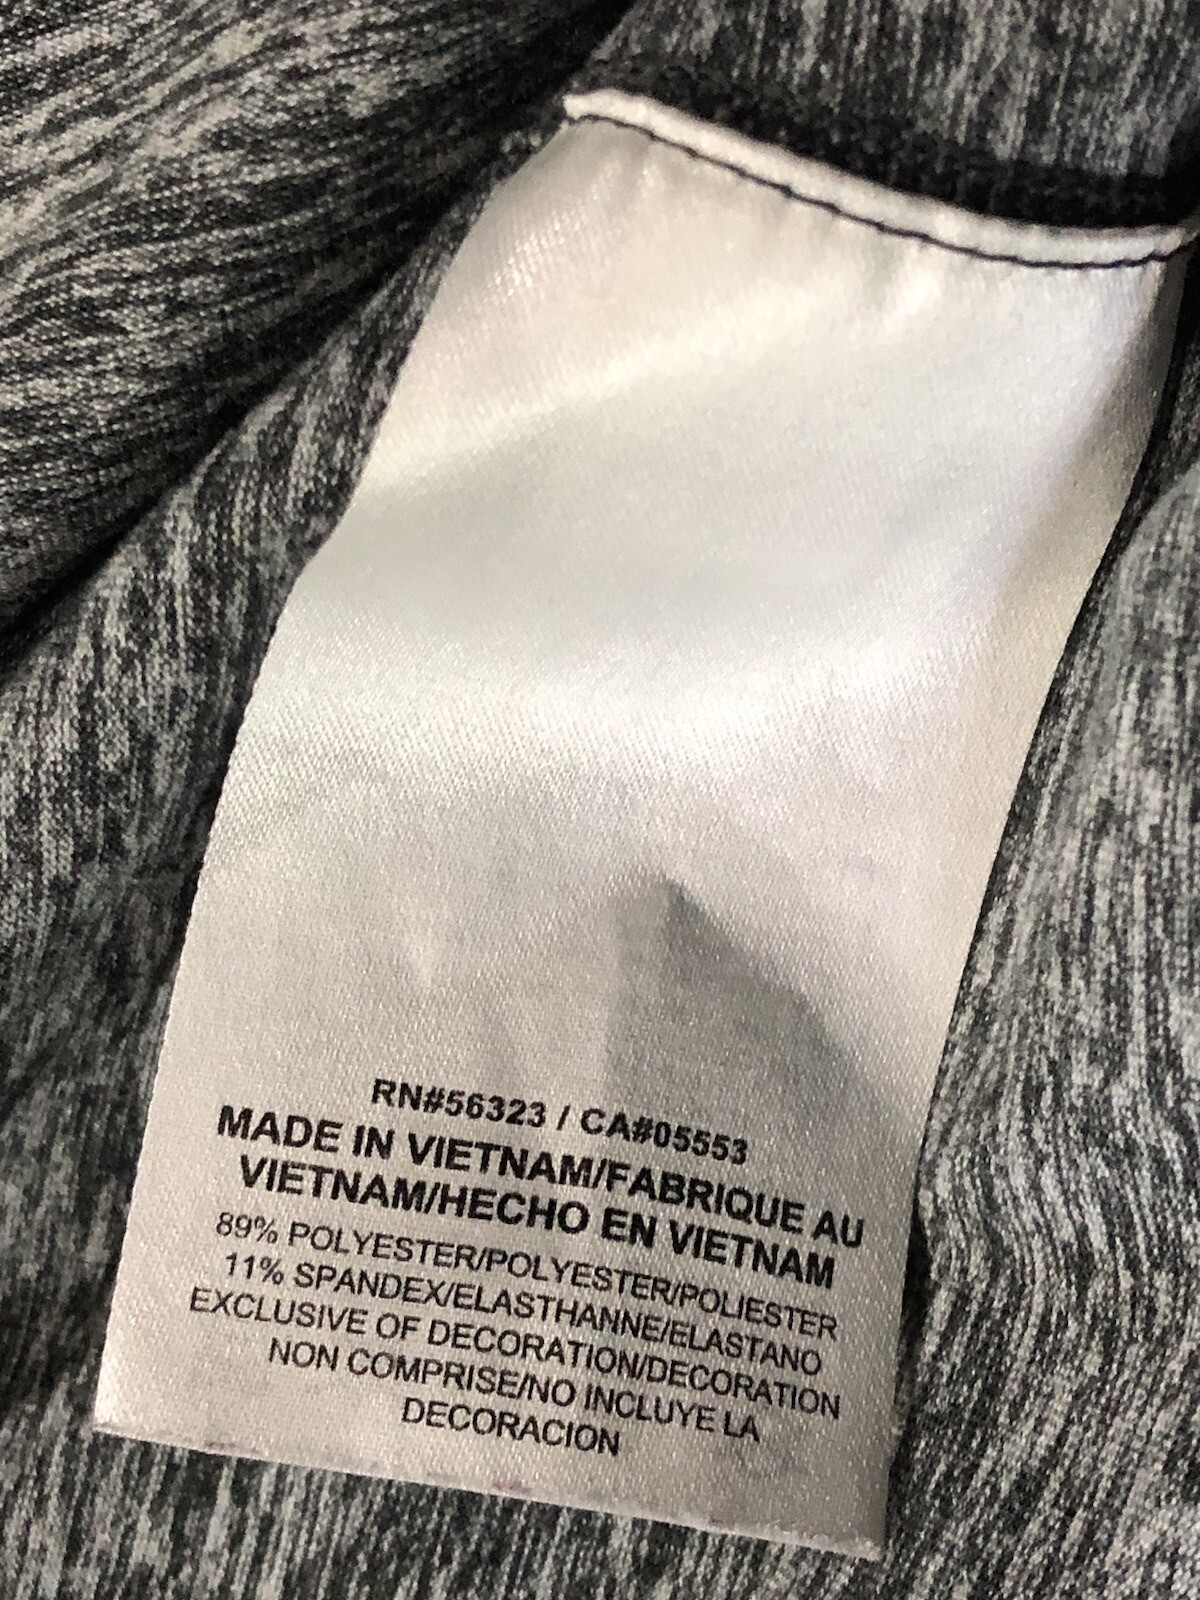 RN#56323 / CA#05553
MADE IN VIETNAM/FABRIQUE AU
VIETNAM/HECHO EN VIETNAM
89% POLYESTER/POLYESTER/POLIESTER
11% SPANDEX/ELASTHANNE/ELASTANO
EXCLUSIVE OF DECORATION/DECORATION
NON COMPRISE/NO INCLUYE LA
DECORACION